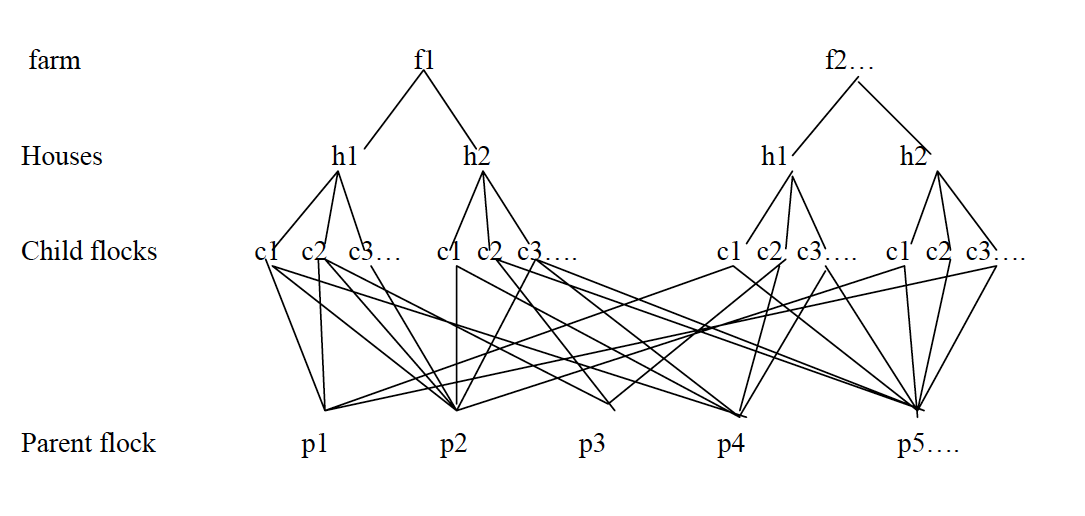 farm f1 f2…
Houses h1 h2 h1 h2
Child flocks c1 c2 c3… c1 c2 c3…. c1 c2 c3…. c1 c2 c3….
Parent flock p1 p2 p3 p4 p5….